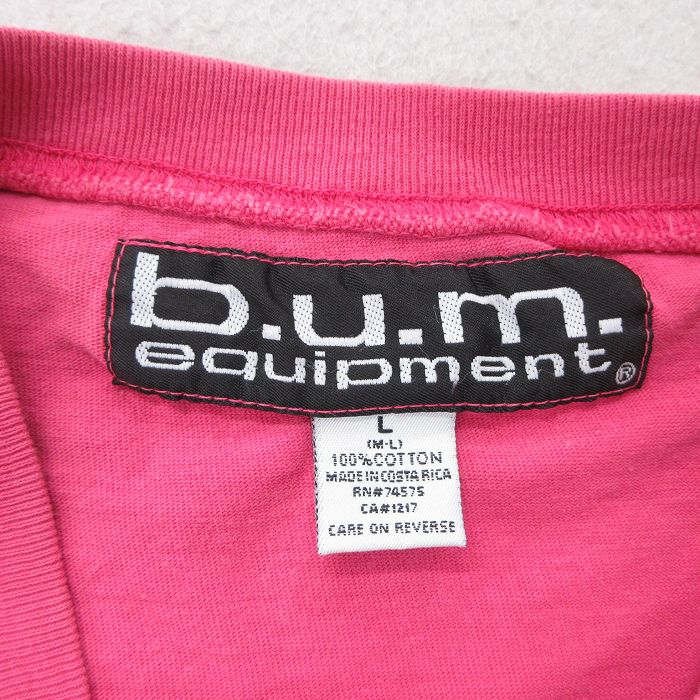 b.u.m.
equipment®
L
(M-L)
100%COTTON
MADE IN COSTA RICA
RN#74575
CA#1217
CARE ON REVERSE